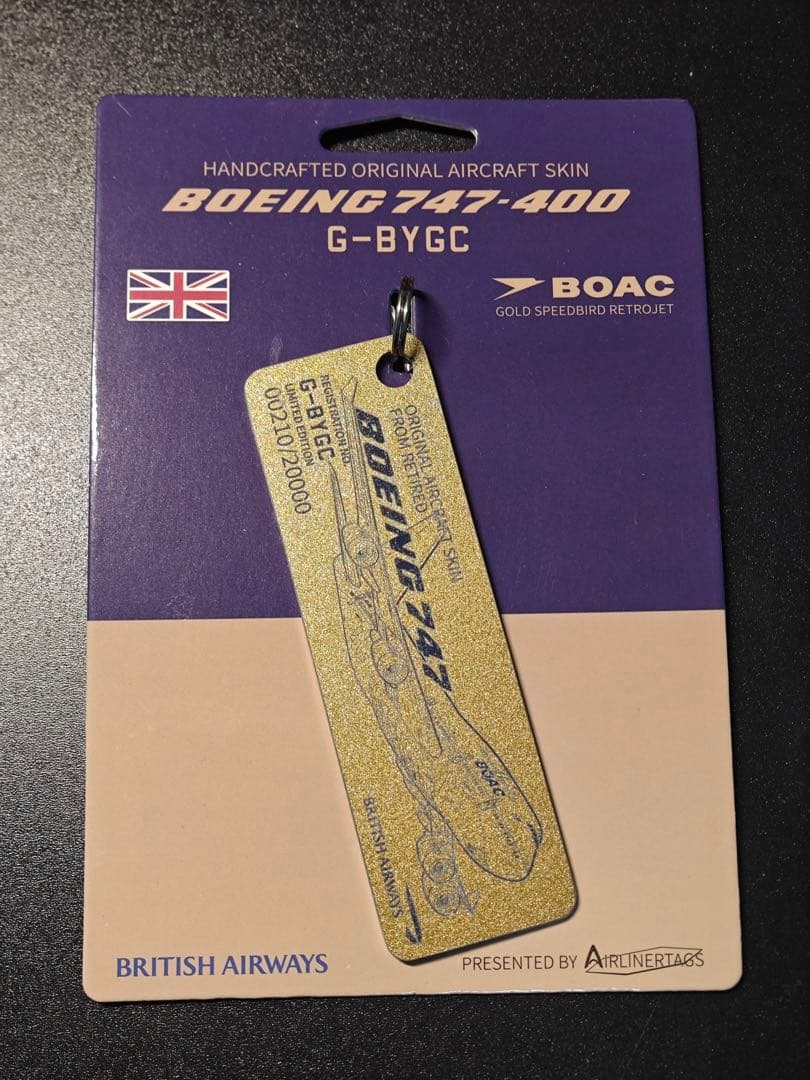 HANDCRAFTED ORIGINAL AIRCRAFT SKIN
BOEING 747-400
G-BYGC
BOAC
GOLD SPEEDBIRD RETROJET
ORIGINAL AIRCRAFT SKIN
FROM RETIRED
BOEING 747
REGISTRATION NO.
G-BYGC
LIMITED EDITION
00210/20000
BOAC
BRITISH AIRWAYS
BRITISH AIRWAYS
PRESENTED BY AIRLINERTAGS